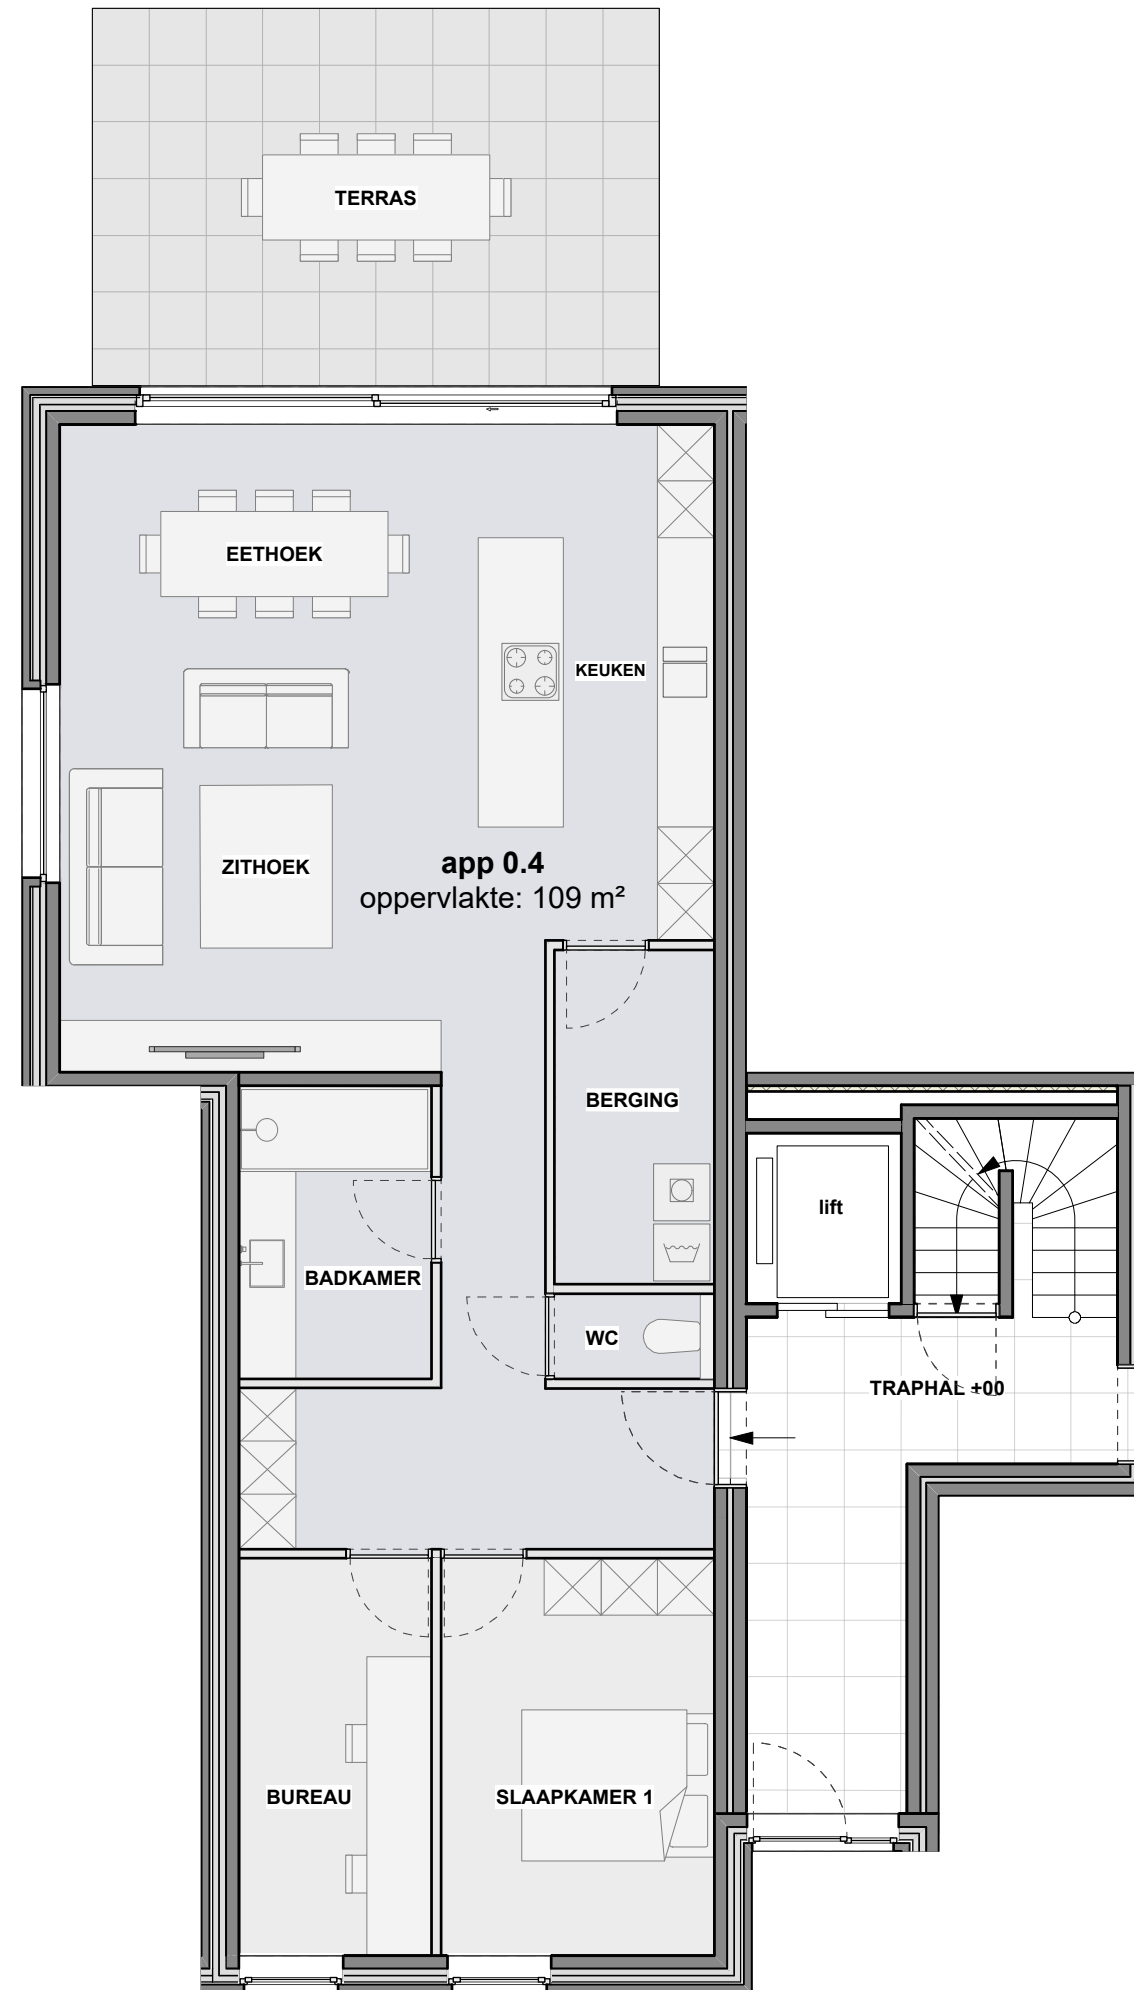 TERRAS
EETHOEK
KEUKEN
ZITHOEK
app 0.4
oppervlakte: 109 m²
BERGING
lift
BADKAMER
WC
TRAPHAL +00
BUREAU
SLAAPKAMER 1